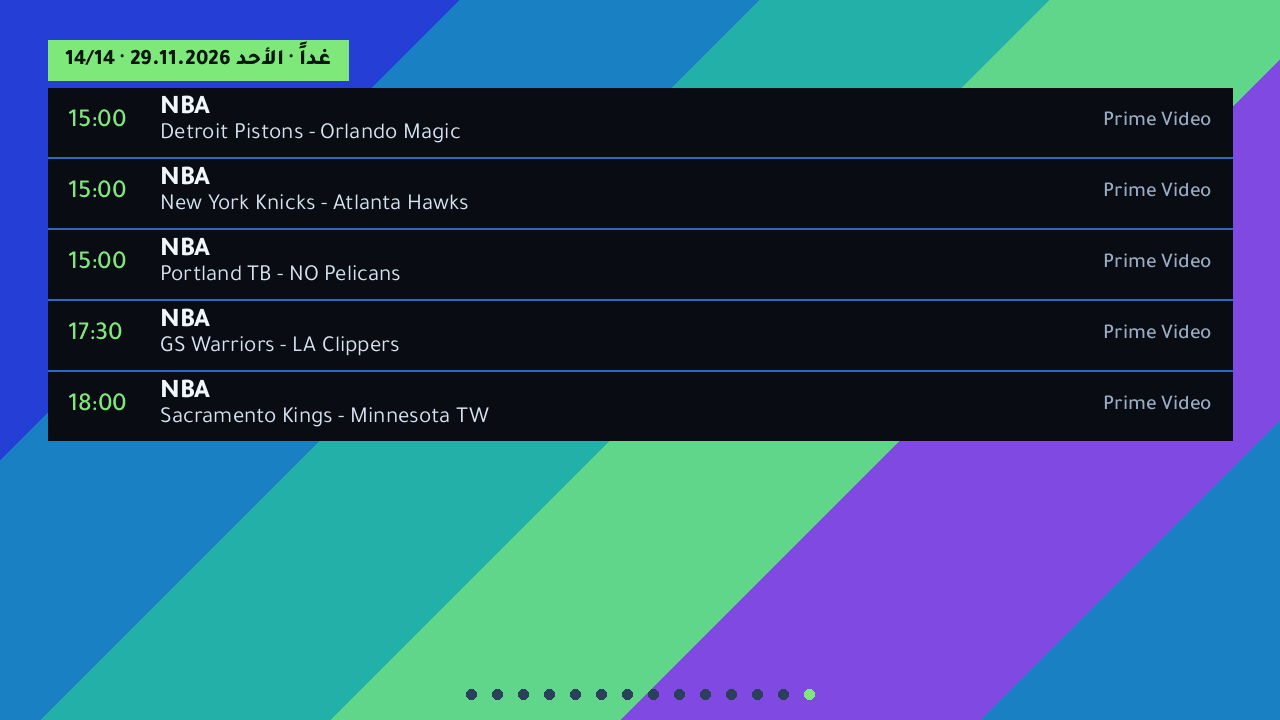 غداً · الأحد 29.11.2026 · 14/14
15:00 NBA Prime Video
Detroit Pistons - Orlando Magic
15:00 NBA Prime Video
New York Knicks - Atlanta Hawks
15:00 NBA Prime Video
Portland TB - NO Pelicans
17:30 NBA Prime Video
GS Warriors - LA Clippers
18:00 NBA Prime Video
Sacramento Kings - Minnesota TW